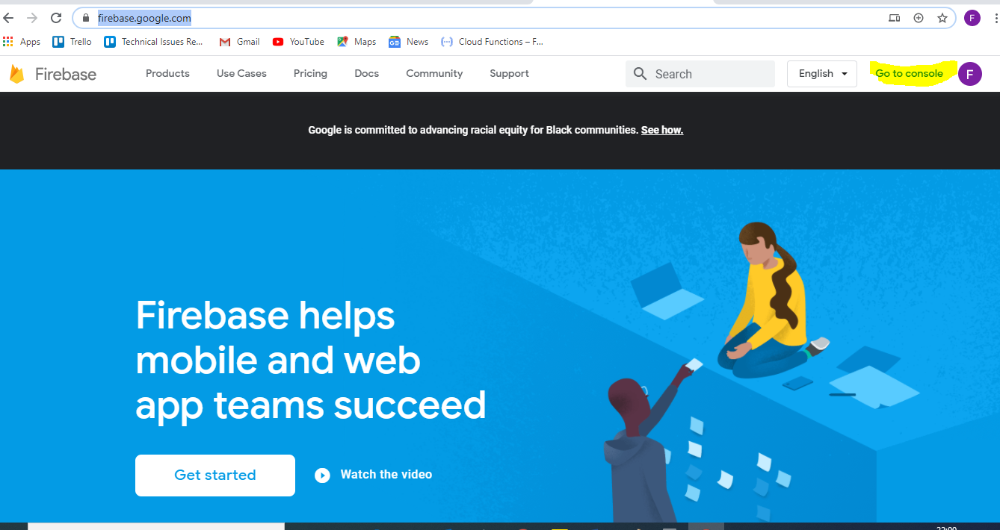 firebase.google.com
F
Apps Trello Technical Issues Re... Gmail YouTube Maps GE News Cloud Functions – F...
Firebase Products Use Cases Pricing Docs Community Support Search English Go to console F
Google is committed to advancing racial equity for Black communities. See how.
Firebase helps
mobile and web
app teams succeed
Get started Watch the video